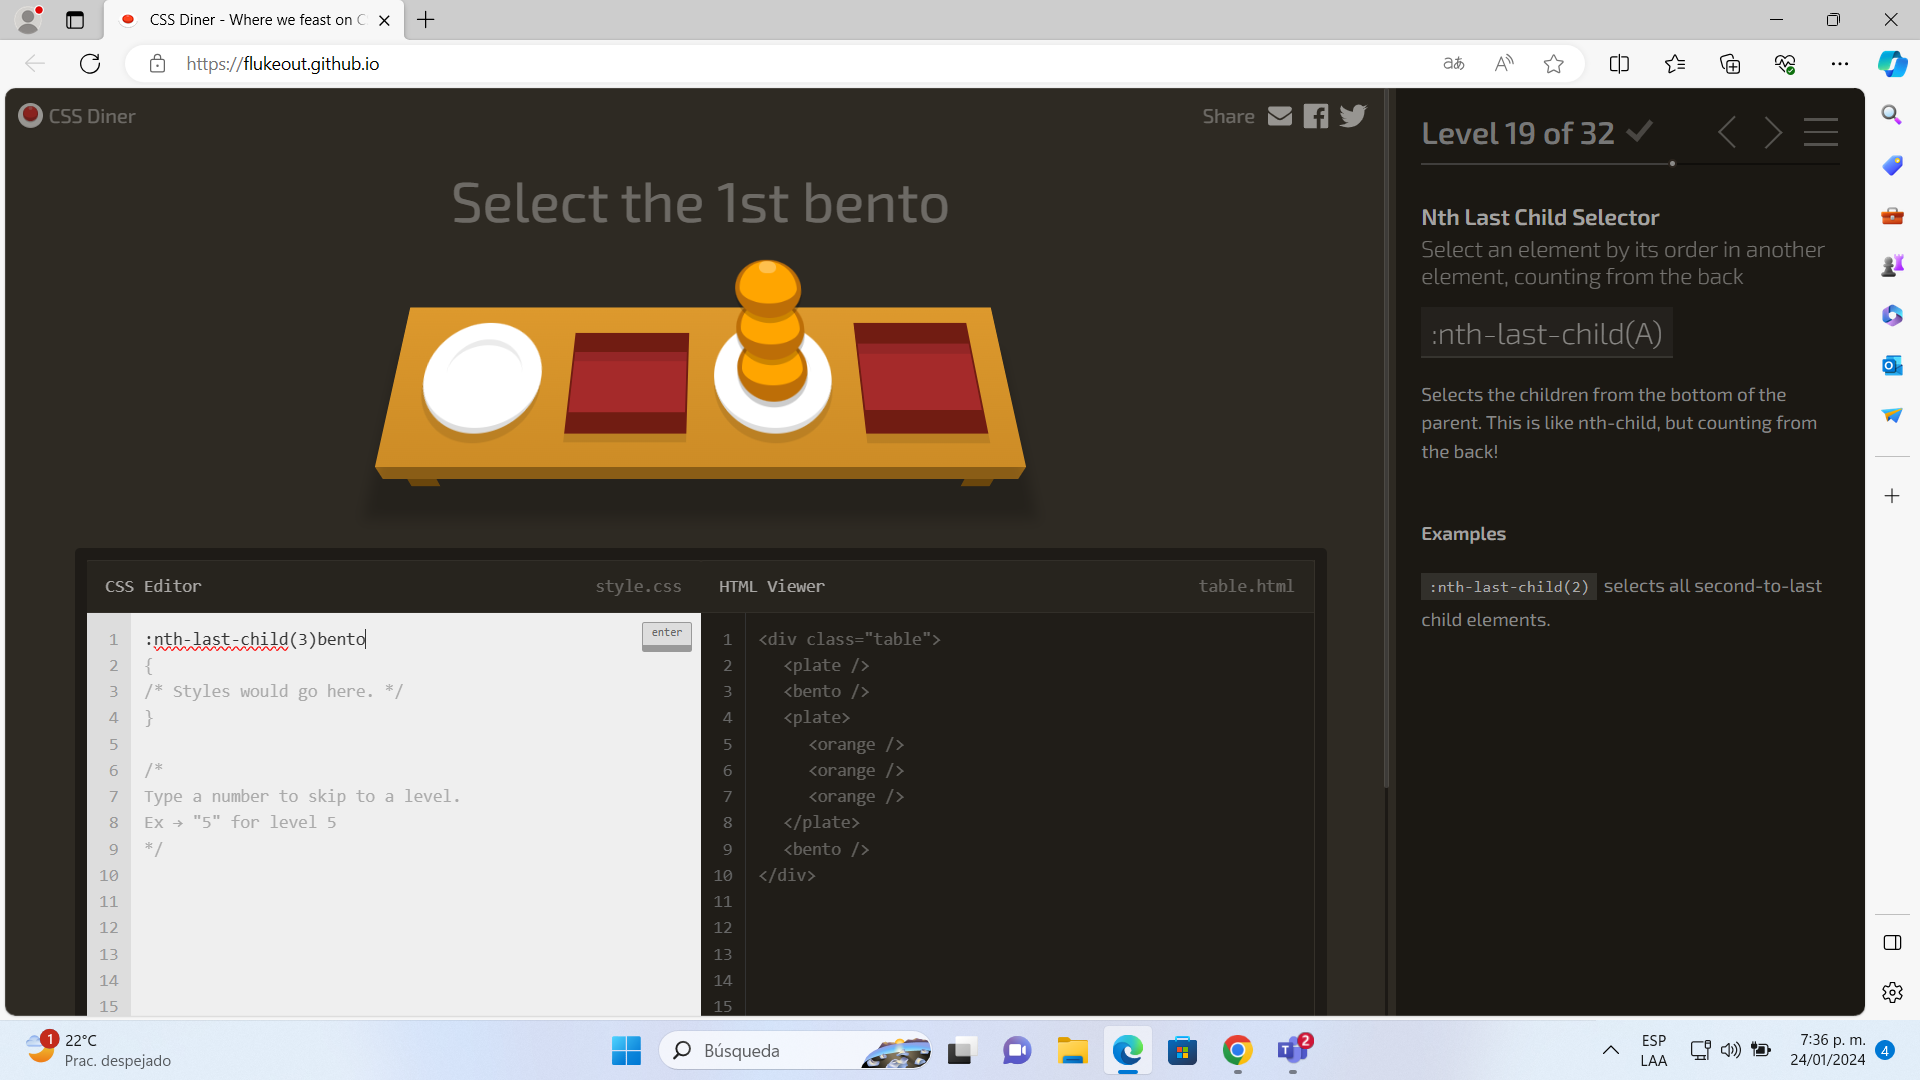 CSS Diner - Where we feast on C
https://flukeout.github.io
CSS Diner
Share
Select the 1st bento
CSS Editor
style.css
HTML Viewer
table.html
enter
1 :nth-last-child(3)bento
2 {
3 /* Styles would go here. */
4 }
5
6 /*
7 Type a number to skip to a level.
8 Ex → "5" for level 5
9 */
10
11
12
13
14
15
1 <div class="table">
2 <plate />
3 <bento />
4 <plate>
5 <orange />
6 <orange />
7 <orange />
8 </plate>
9 <bento />
10 </div>
11
12
13
14
15
Level 19 of 32
Nth Last Child Selector
Select an element by its order in another
element, counting from the back
:nth-last-child(A)
Selects the children from the bottom of the
parent. This is like nth-child, but counting from
the back!
Examples
:nth-last-child(2) selects all second-to-last
child elements.
1
22°C
Prac. despejado
Búsqueda
2
ESP
LAA
7:36 p. m.
24/01/2024
4